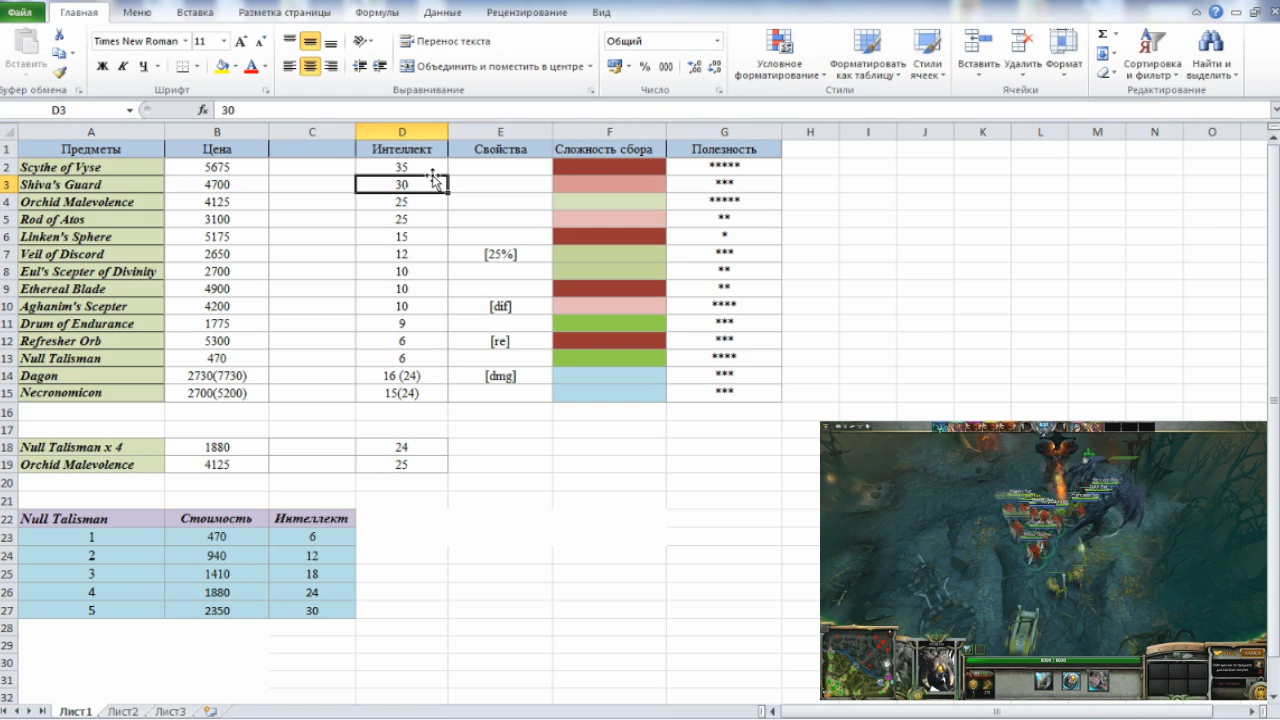 Файл Главная Меню Вставка Разметка страницы Формулы Данные Рецензирование Вид
Times New Roman 11 Перенос текста Общий
Вставить Ж К Ч Объединить и поместить в центре % 000 Условное форматирование Форматировать как таблицу Стили ячеек Вставить Удалить Формат Сортировка и фильтр Найти и выделить
Буфер обмена Шрифт Выравнивание Число Стили Ячейки Редактирование
D3 fx 30
A B C D E F G H I J K L M N O
1 Предметы Цена Интеллект Свойства Сложность сбора Полезность
2 Scythe of Vyse 5675 35 *****
3 Shiva's Guard 4700 30 ***
4 Orchid Malevolence 4125 25 *****
5 Rod of Atos 3100 25 **
6 Linken's Sphere 5175 15 *
7 Veil of Discord 2650 12 [25%] ***
8 Eul's Scepter of Divinity 2700 10 **
9 Ethereal Blade 4900 10 **
10 Aghanim's Scepter 4200 10 [dif] ****
11 Drum of Endurance 1775 9 ***
12 Refresher Orb 5300 6 [re] ***
13 Null Talisman 470 6 ****
14 Dagon 2730(7730) 16 (24) [dmg] ***
15 Necronomicon 2700(5200) 15(24) ***
16
17
18 Null Talisman x 4 1880 24
19 Orchid Malevolence 4125 25
20
21
22 Null Talisman Стоимость Интеллект
23 1 470 6
24 2 940 12
25 3 1410 18
26 4 1880 24
27 5 2350 30
28
29
30
31
32
Лист1 Лист2 Лист3